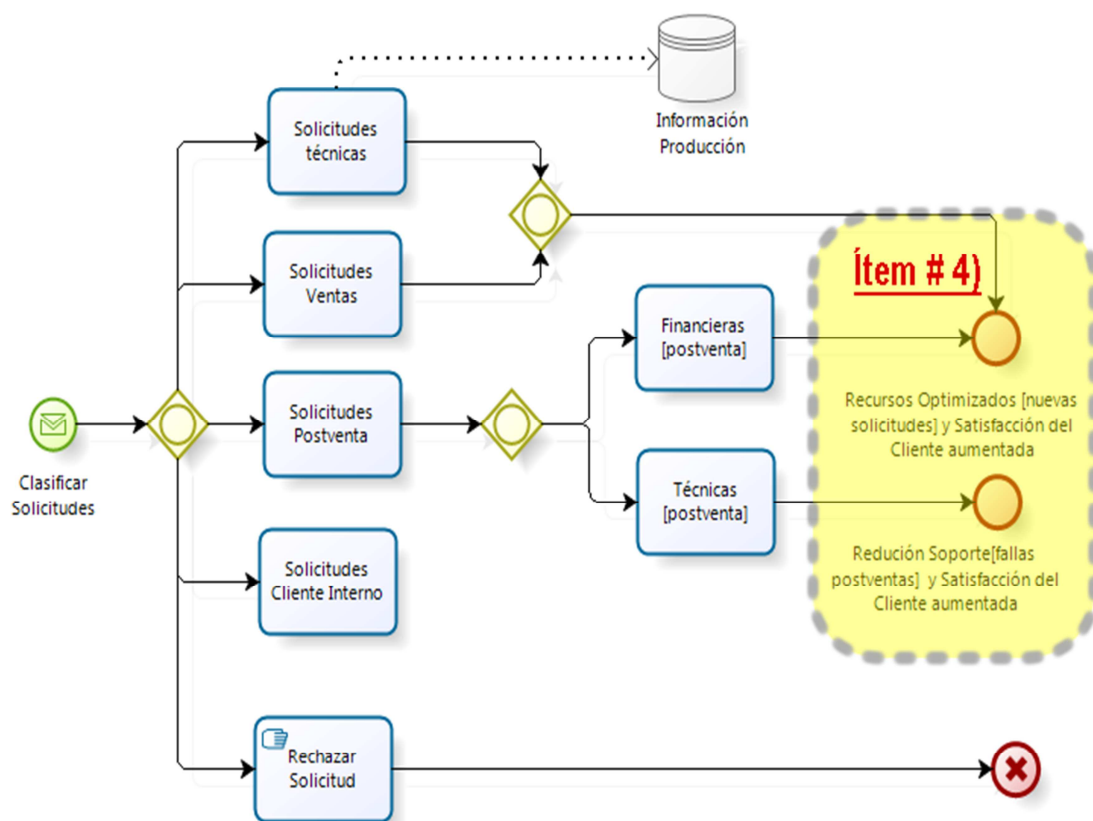 Información
Producción
Solicitudes
técnicas
Solicitudes
Ventas
Ítem # 4)
Financieras
[postventa]
Solicitudes
Postventa
Recursos Optimizados [nuevas
solicitudes] y Satisfacción del
Cliente aumentada
Clasificar
Solicitudes
Técnicas
[postventa]
Redución Soporte[fallas
postventas] y Satisfacción del
Cliente aumentada
Solicitudes
Cliente Interno
Rechazar
Solicitud